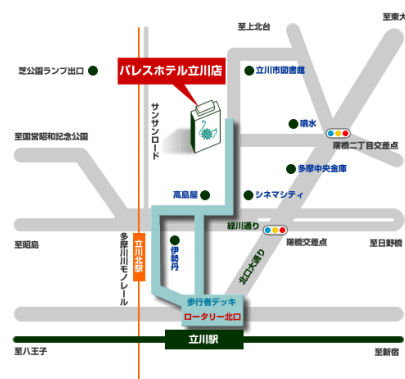 至上北台
至東大
パレスホテル立川店
芝公園ランプ出口
立川市図書館
サンサンロード
噴水
至国営昭和記念公園
曙橋二丁目交差点
多摩中央金庫
高島屋
シネマシティ
緑川通り
至昭島
多摩川川モノレール
立川北駅
伊勢丹
曙橋交差点
至日野橋
北口大通り
歩行者デッキ
ロータリー北口
立川駅
至八王子
至新宿